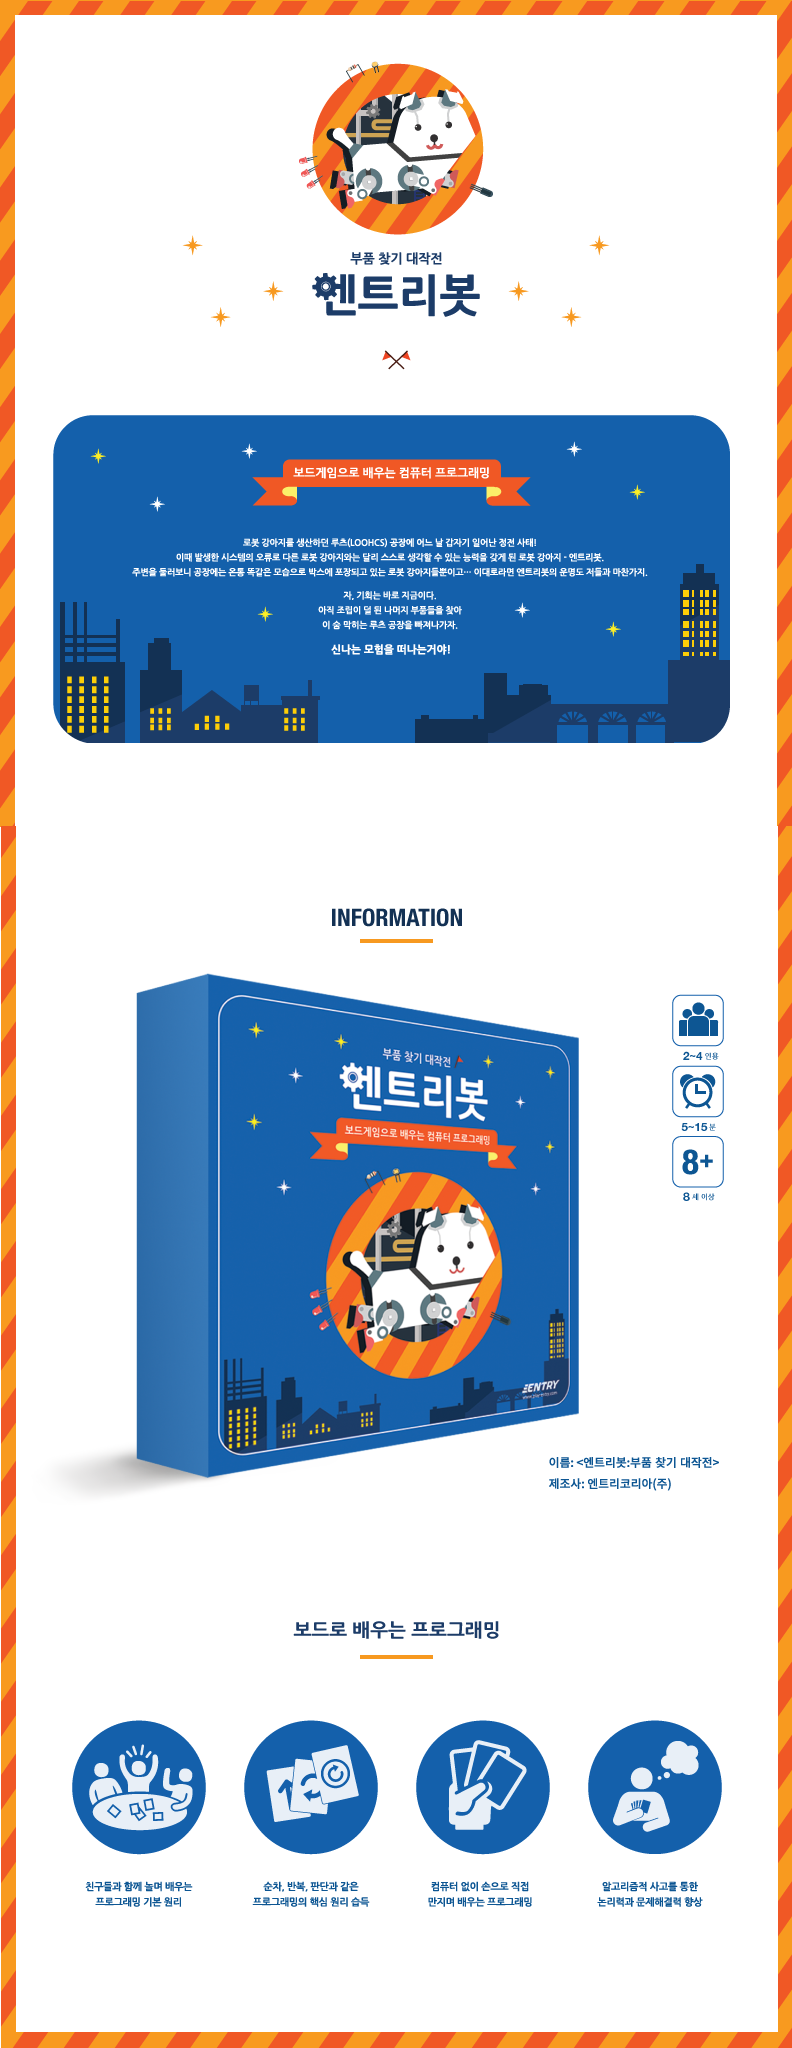 부품 찾기 대작전
엔트리봇
보드게임으로 배우는 컴퓨터 프로그래밍
로봇 강아지를 생산하던 루츠(LOOHCS) 공장에 어느 날 갑자기 일어난 정전 사태!
이때 발생한 시스템의 오류로 다른 로봇 강아지와는 달리 스스로 생각할 수 있는 능력을 갖게 된 로봇 강아지 - 엔트리봇.
주변을 둘러보니 공장에는 온통 똑같은 모습으로 박스에 포장되고 있는 로봇 강아지들뿐이고… 이대로라면 엔트리봇의 운명도 저들과 마찬가지.
자, 기회는 바로 지금이다.
아직 조립이 덜 된 나머지 부품들을 찾아
이 숨 막히는 루츠 공장을 빠져나가자.
신나는 모험을 떠나는거야!
INFORMATION
2~4 인용
5~15 분
8+
8 세 이상
부품 찾기 대작전
엔트리봇
보드게임으로 배우는 컴퓨터 프로그래밍
ENTRY
이름: <엔트리봇:부품 찾기 대작전>
제조사: 엔트리코리아(주)
보드로 배우는 프로그래밍
친구들과 함께 놀며 배우는
프로그래밍 기본 원리
순차, 반복, 판단과 같은
프로그래밍의 핵심 원리 습득
컴퓨터 없이 손으로 직접
만지며 배우는 프로그래밍
알고리즘적 사고를 통한
논리력과 문제해결력 향상